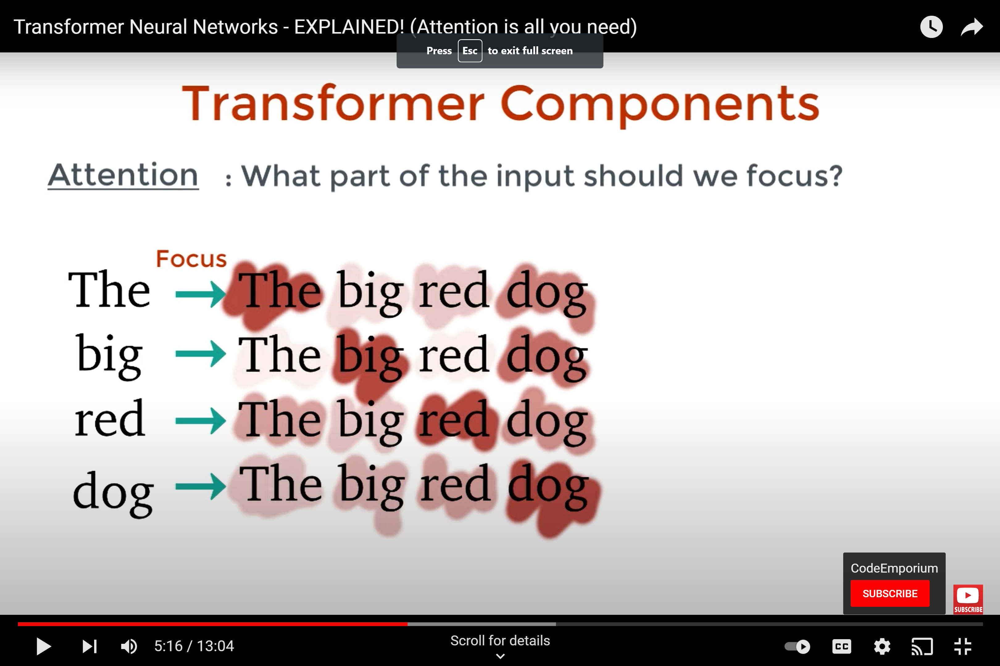 Transformer Neural Networks - EXPLAINED! (Attention is all you need)
Press Esc to exit full screen
Transformer Components
Attention : What part of the input should we focus?
Focus
The The big red dog
big The big red dog
red The big red dog
dog The big red dog
CodeEmporium
SUBSCRIBE
SUBSCRIBE
5:16 / 13:04
Scroll for details
CC